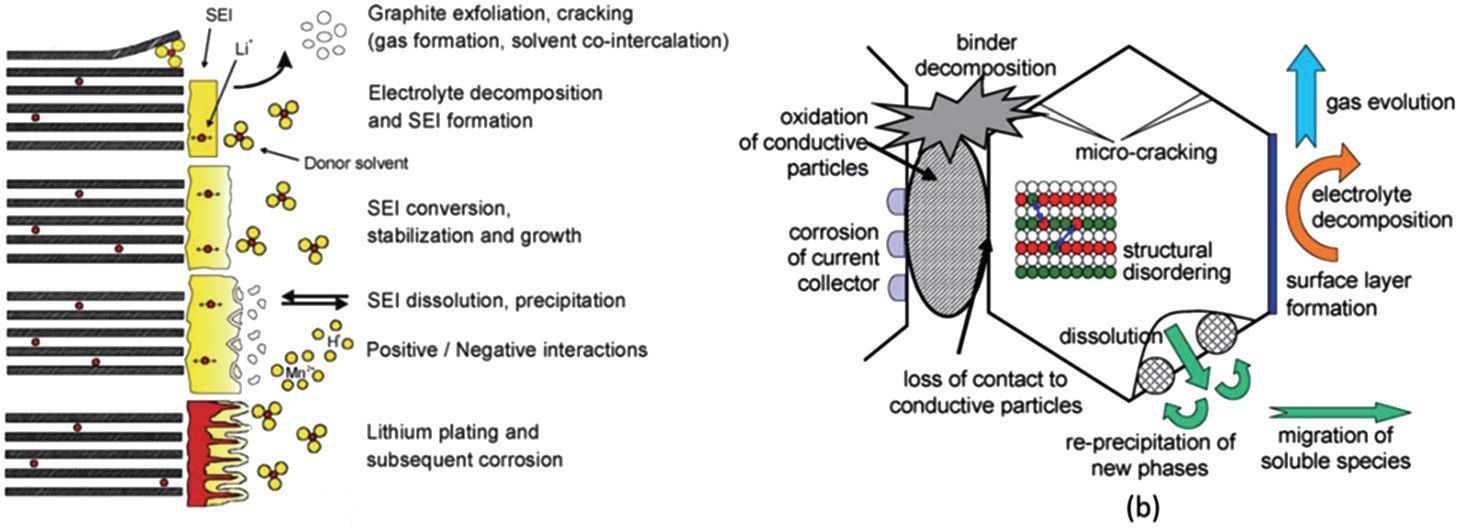 SEI
Li⁺
Graphite exfoliation, cracking
(gas formation, solvent co-intercalation)
Electrolyte decomposition
and SEI formation
Donor solvent
SEI conversion,
stabilization and growth
SEI dissolution, precipitation
H⁺
Positive / Negative interactions
Mn²⁺
Lithium plating and
subsequent corrosion
binder
decomposition
oxidation
of conductive
particles
micro-cracking
gas evolution
electrolyte
decomposition
corrosion
of current
collector
structural
disordering
surface layer
formation
dissolution
loss of contact to
conductive particles
re-precipitation of
new phases
migration of
soluble species
(b)